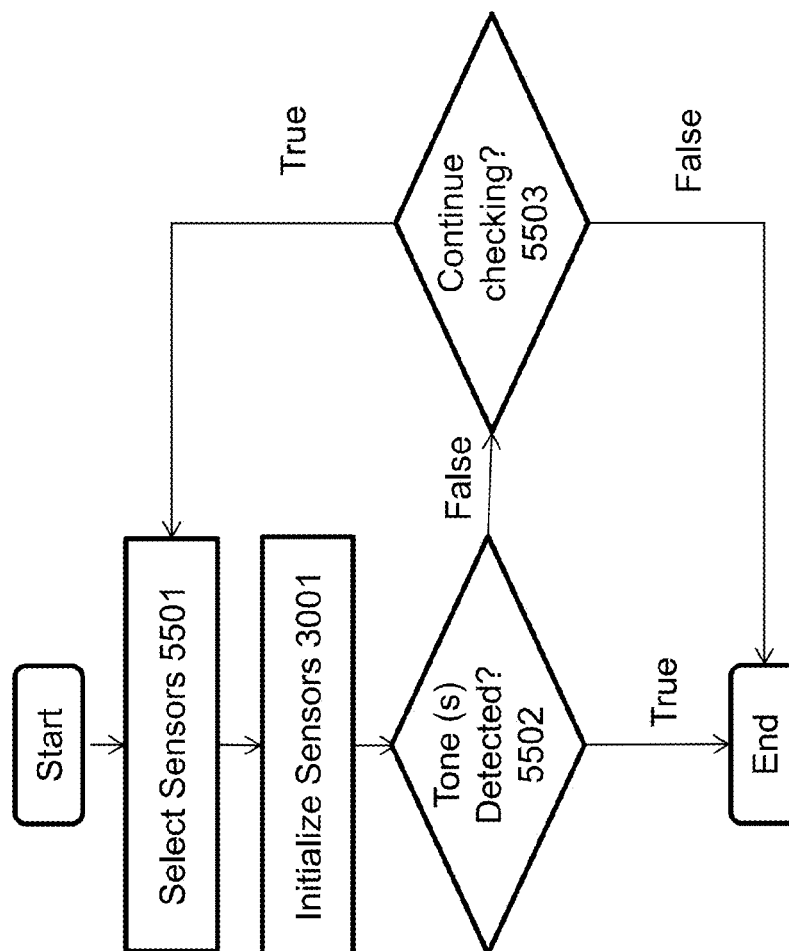 Start
Select Sensors 5501
Initialize Sensors 3001
Tone (s)
Detected?
5502
True
False
Continue
checking?
5503
True
False
End